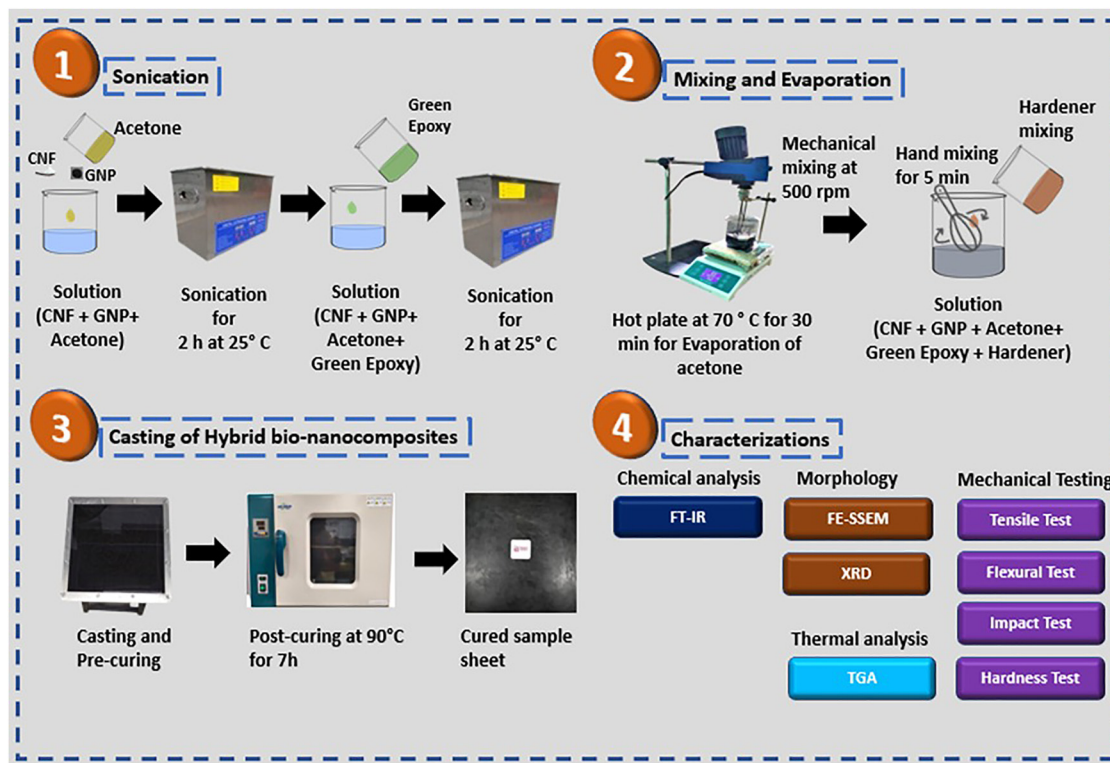 1
Sonication
Acetone
CNF
GNP
Green
Epoxy
Solution
(CNF + GNP+
Acetone)
Sonication
for
2 h at 25° C
Solution
(CNF + GNP+
Acetone+
Green Epoxy)
Sonication
for
2 h at 25° C
2
Mixing and Evaporation
Mechanical
mixing at
500 rpm
Hardener
mixing
Hand mixing
for 5 min
Hot plate at 70 ° C for 30
min for Evaporation of
acetone
Solution
(CNF + GNP + Acetone+
Green Epoxy + Hardener)
3
Casting of Hybrid bio-nanocomposites
Casting and
Pre-curing
Post-curing at 90°C
for 7h
Cured sample
sheet
4
Characterizations
Chemical analysis
FT-IR
Morphology
FE-SSEM
XRD
Thermal analysis
TGA
Mechanical Testing
Tensile Test
Flexural Test
Impact Test
Hardness Test